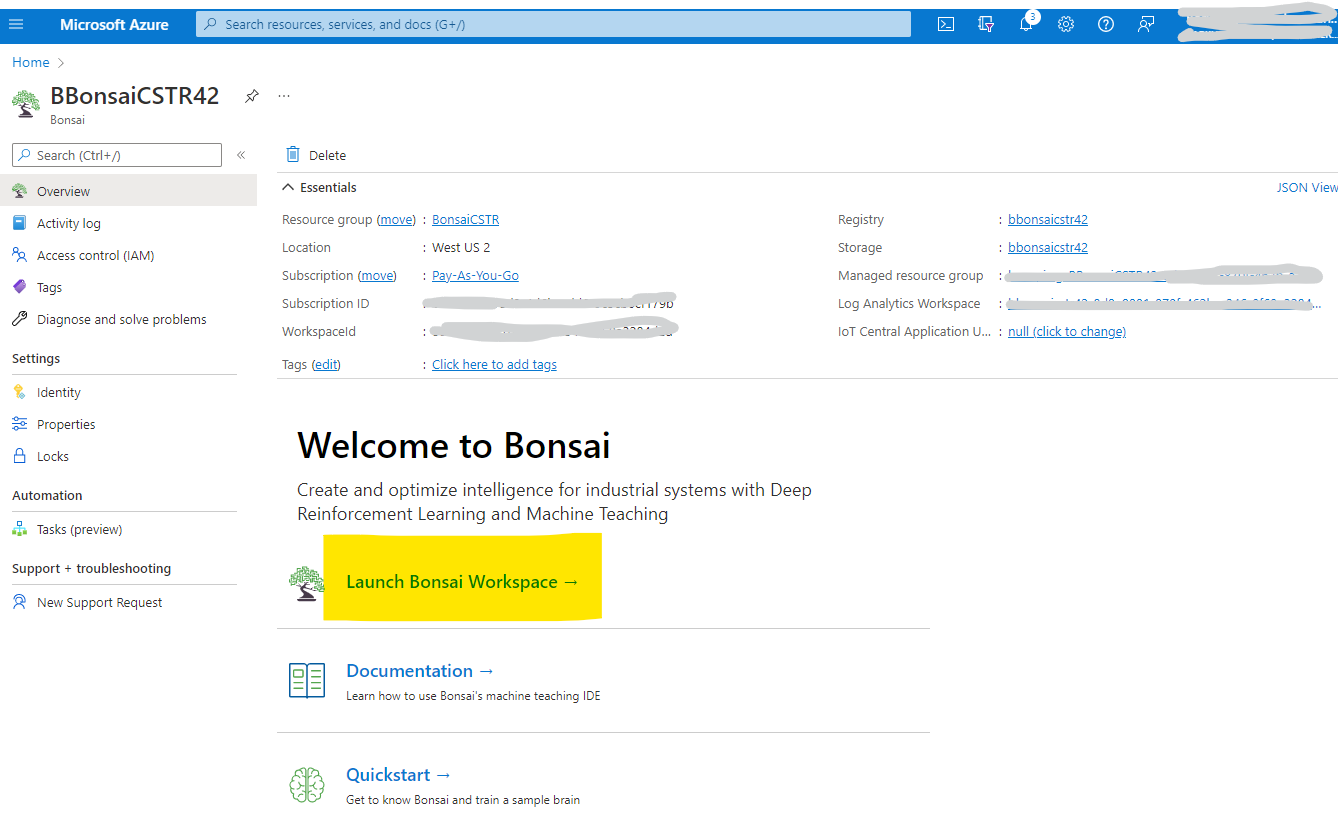 Microsoft Azure
Search resources, services, and docs (G+/)
3
Home
BBonsaiCSTR42
Bonsai
Search (Ctrl+/)
Overview
Activity log
Access control (IAM)
Tags
Diagnose and solve problems
Settings
Identity
Properties
Locks
Automation
Tasks (preview)
Support + troubleshooting
New Support Request
Delete
Essentials
JSON View
Resource group (move) : BonsaiCSTR
Location : West US 2
Subscription (move) : Pay-As-You-Go
Subscription ID :
WorkspaceId :
Tags (edit) : Click here to add tags
Registry : bbonsaicstr42
Storage : bbonsaicstr42
Managed resource group :
Log Analytics Workspace :
IoT Central Application U... : null (click to change)
Welcome to Bonsai
Create and optimize intelligence for industrial systems with Deep
Reinforcement Learning and Machine Teaching
Launch Bonsai Workspace →
Documentation →
Learn how to use Bonsai's machine teaching IDE
Quickstart →
Get to know Bonsai and train a sample brain